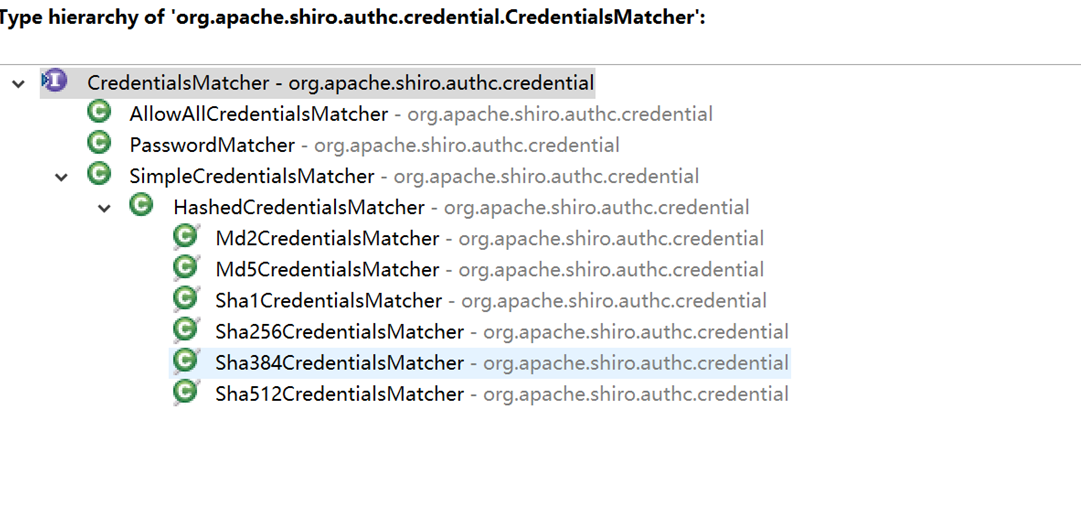 Type hierarchy of 'org.apache.shiro.authc.credential.CredentialsMatcher':
CredentialsMatcher - org.apache.shiro.authc.credential
AllowAllCredentialsMatcher - org.apache.shiro.authc.credential
PasswordMatcher - org.apache.shiro.authc.credential
SimpleCredentialsMatcher - org.apache.shiro.authc.credential
HashedCredentialsMatcher - org.apache.shiro.authc.credential
Md2CredentialsMatcher - org.apache.shiro.authc.credential
Md5CredentialsMatcher - org.apache.shiro.authc.credential
Sha1CredentialsMatcher - org.apache.shiro.authc.credential
Sha256CredentialsMatcher - org.apache.shiro.authc.credential
Sha384CredentialsMatcher - org.apache.shiro.authc.credential
Sha512CredentialsMatcher - org.apache.shiro.authc.credential